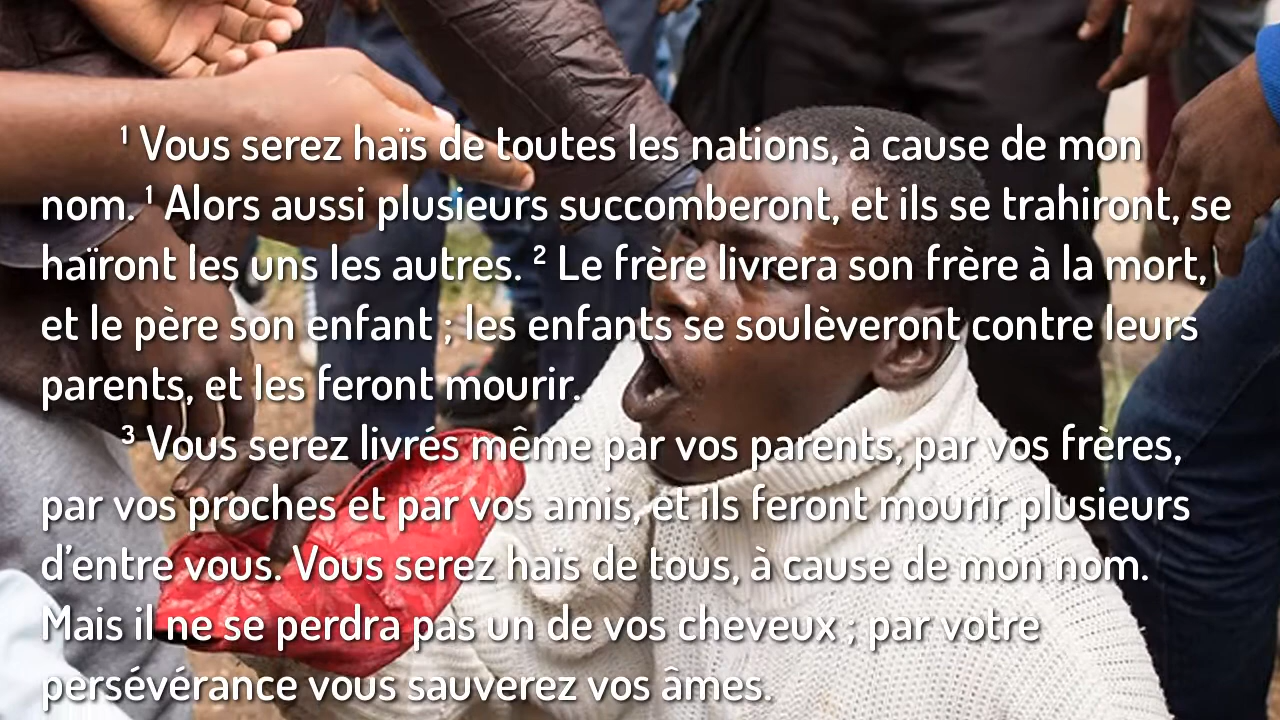 ¹ Vous serez haïs de toutes les nations, à cause de mon
nom. ¹ Alors aussi plusieurs succomberont, et ils se trahiront, se
haïront les uns les autres. ² Le frère livrera son frère à la mort,
et le père son enfant ; les enfants se soulèveront contre leurs
parents, et les feront mourir.
³ Vous serez livrés même par vos parents, par vos frères,
par vos proches et par vos amis, et ils feront mourir plusieurs
d’entre vous. Vous serez haïs de tous, à cause de mon nom.
Mais il ne se perdra pas un de vos cheveux ; par votre
persévérance vous sauverez vos âmes.